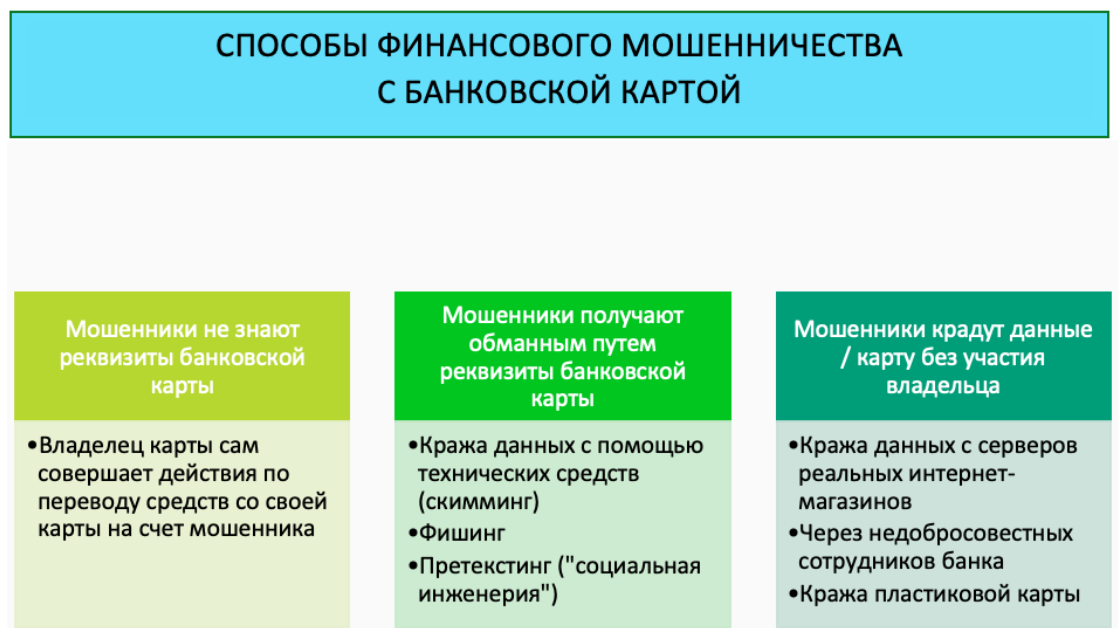 СПОСОБЫ ФИНАНСОВОГО МОШЕННИЧЕСТВА
С БАНКОВСКОЙ КАРТОЙ
Мошенники не знают
реквизиты банковской
карты
•Владелец карты сам
совершает действия по
переводу средств со своей
карты на счет мошенника
Мошенники получают
обманным путем
реквизиты банковской
карты
•Кража данных с помощью
технических средств
(скимминг)
•Фишинг
•Претекстинг ("социальная
инженерия")
Мошенники крадут данные
/ карту без участия
владельца
•Кража данных с серверов
реальных интернет-
магазинов
•Через недобросовестных
сотрудников банка
•Кража пластиковой карты